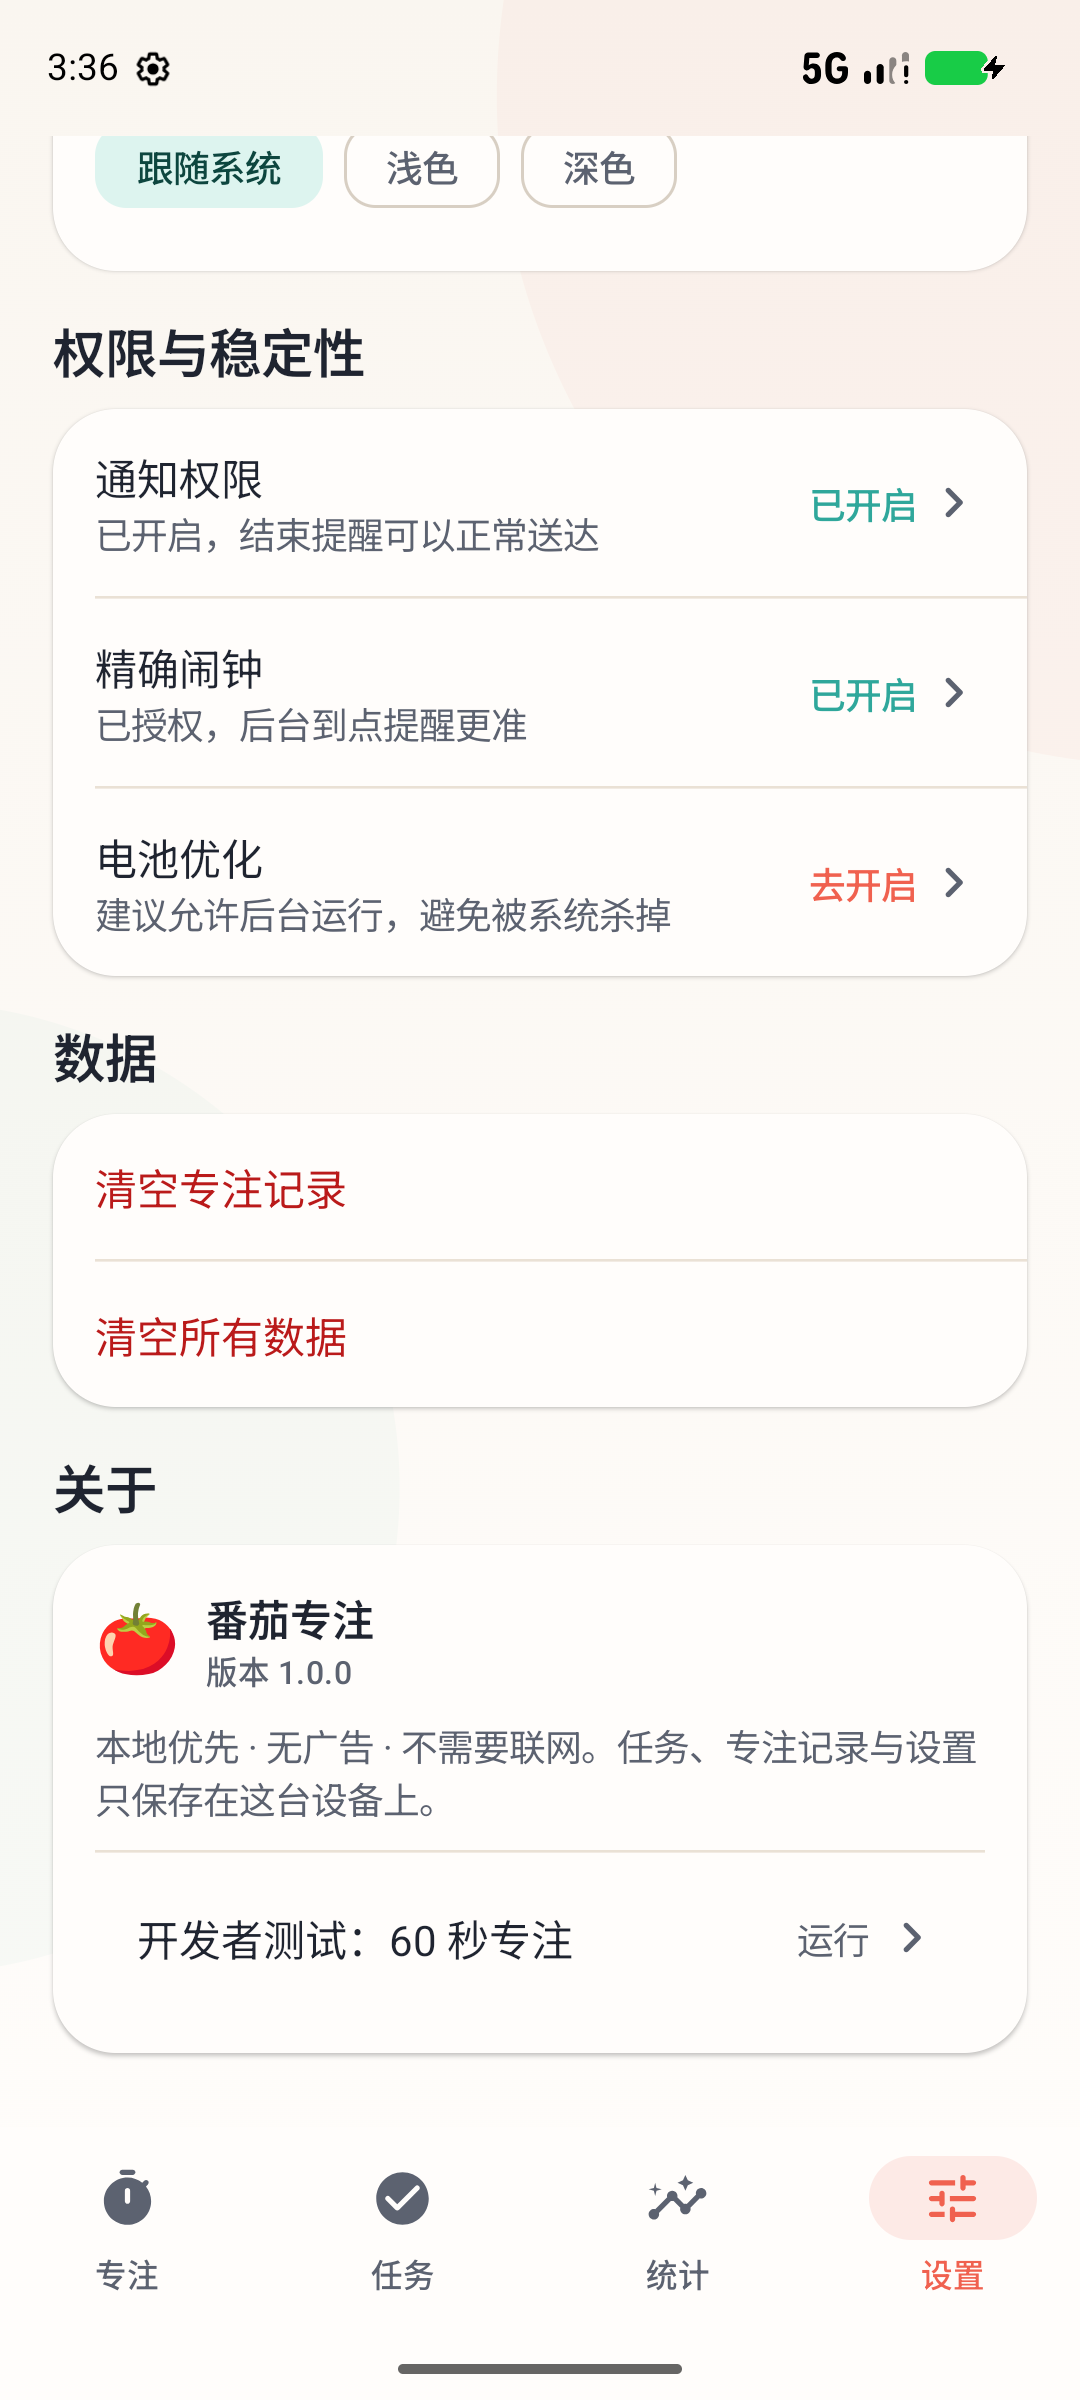 3:36
5G
跟随系统
浅色
深色
权限与稳定性
通知权限
已开启，结束提醒可以正常送达
已开启
精确闹钟
已授权，后台到点提醒更准
已开启
电池优化
建议允许后台运行，避免被系统杀掉
去开启
数据
清空专注记录
清空所有数据
关于
番茄专注
版本 1.0.0
本地优先 · 无广告 · 不需要联网。任务、专注记录与设置
只保存在这台设备上。
开发者测试：60 秒专注
运行
专注
任务
统计
设置